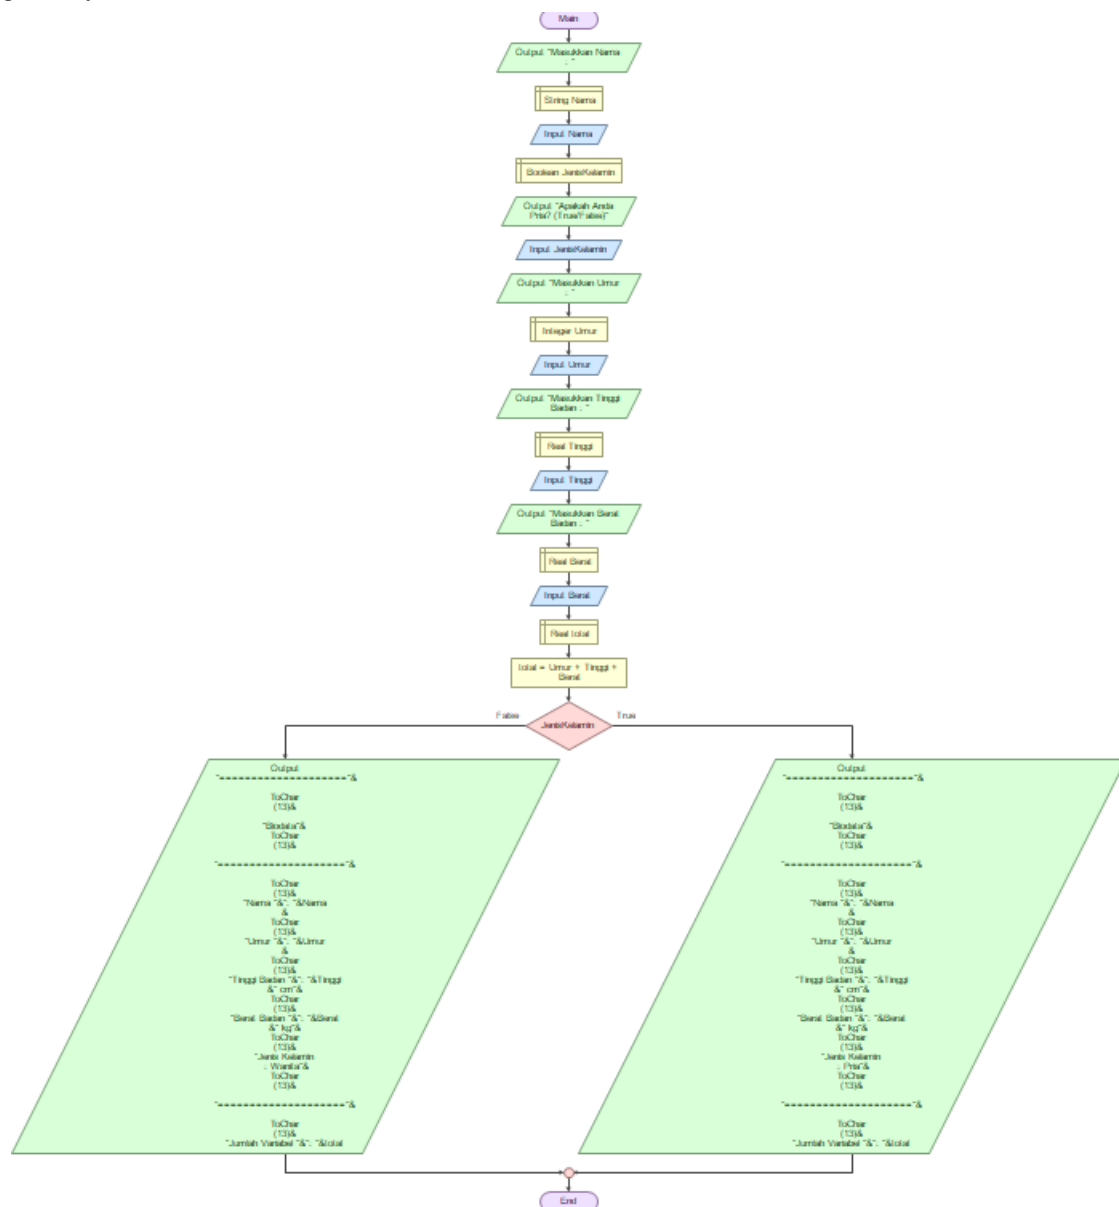 Main
Output "Masukkan Nama
: "
String Nama
Input Nama
Boolean JenisKelamin
Output "Apakah Anda
Pria? (True/False)"
Input JenisKelamin
Output "Masukkan Umur
: "
Integer Umur
Input Umur
Output "Masukkan Tinggi
Badan : "
Real Tinggi
Input Tinggi
Output "Masukkan Berat
Badan : "
Real Berat
Input Berat
Real total
total = Umur + Tinggi +
Berat
False
JenisKelamin
True
Output
"===================="&
ToChar
(13)&
"Biodata"&
ToChar
(13)&
"===================="&
ToChar
(13)&
"Nama "&": "&Nama
&
ToChar
(13)&
"Umur "&": "&Umur
&
ToChar
(13)&
"Tinggi Badan "&": "&Tinggi
&" cm"&
ToChar
(13)&
"Berat Badan "&": "&Berat
&" kg"&
ToChar
(13)&
"Jenis Kelamin
: Wanita"&
ToChar
(13)&
"===================="&
ToChar
(13)&
"Jumlah Variabel "&": "&total
Output
"===================="&
ToChar
(13)&
"Biodata"&
ToChar
(13)&
"===================="&
ToChar
(13)&
"Nama "&": "&Nama
&
ToChar
(13)&
"Umur "&": "&Umur
&
ToChar
(13)&
"Tinggi Badan "&": "&Tinggi
&" cm"&
ToChar
(13)&
"Berat Badan "&": "&Berat
&" kg"&
ToChar
(13)&
"Jenis Kelamin
: Pria"&
ToChar
(13)&
"===================="&
ToChar
(13)&
"Jumlah Variabel "&": "&total
End